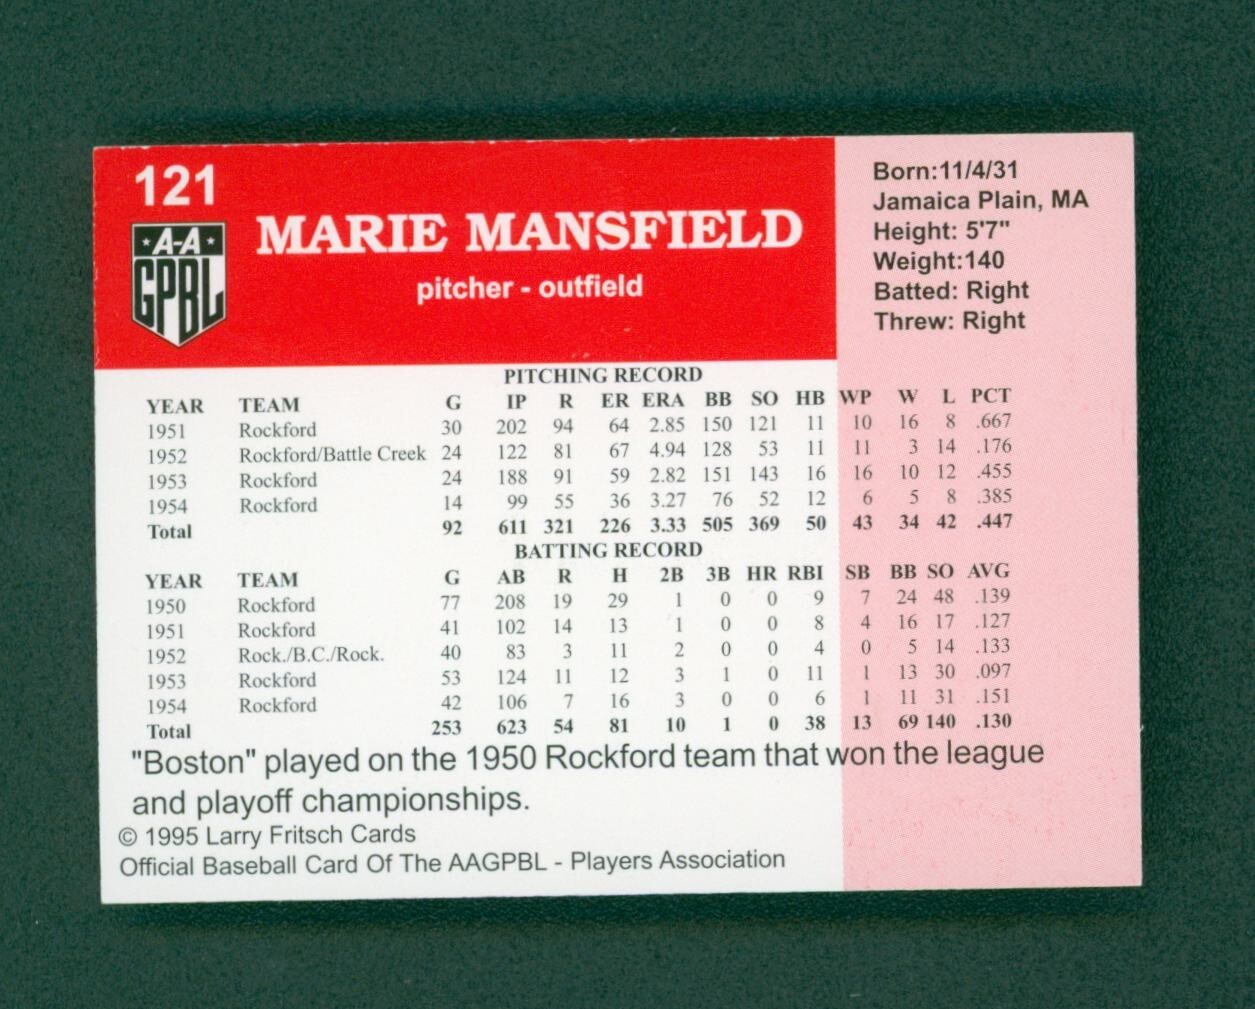 121
A-A
GPBL
MARIE MANSFIELD
pitcher - outfield
Born:11/4/31
Jamaica Plain, MA
Height: 5'7"
Weight:140
Batted: Right
Threw: Right
PITCHING RECORD
YEAR TEAM G IP R ER ERA BB SO HB WP W L PCT
1951 Rockford 30 202 94 64 2.85 150 121 11 10 16 8 .667
1952 Rockford/Battle Creek 24 122 81 67 4.94 128 53 11 11 3 14 .176
1953 Rockford 24 188 91 59 2.82 151 143 16 16 10 12 .455
1954 Rockford 14 99 55 36 3.27 76 52 12 6 5 8 .385
Total 92 611 321 226 3.33 505 369 50 43 34 42 .447
BATTING RECORD
YEAR TEAM G AB R H 2B 3B HR RBI SB BB SO AVG
1950 Rockford 77 208 19 29 1 0 0 9 7 24 48 .139
1951 Rockford 41 102 14 13 1 0 0 8 4 16 17 .127
1952 Rock./B.C./Rock. 40 83 3 11 2 0 0 4 0 5 14 .133
1953 Rockford 53 124 11 12 3 1 0 11 1 13 30 .097
1954 Rockford 42 106 7 16 3 0 0 6 1 11 31 .151
Total 253 623 54 81 10 1 0 38 13 69 140 .130
"Boston" played on the 1950 Rockford team that won the league
and playoff championships.
© 1995 Larry Fritsch Cards
Official Baseball Card Of The AAGPBL - Players Association